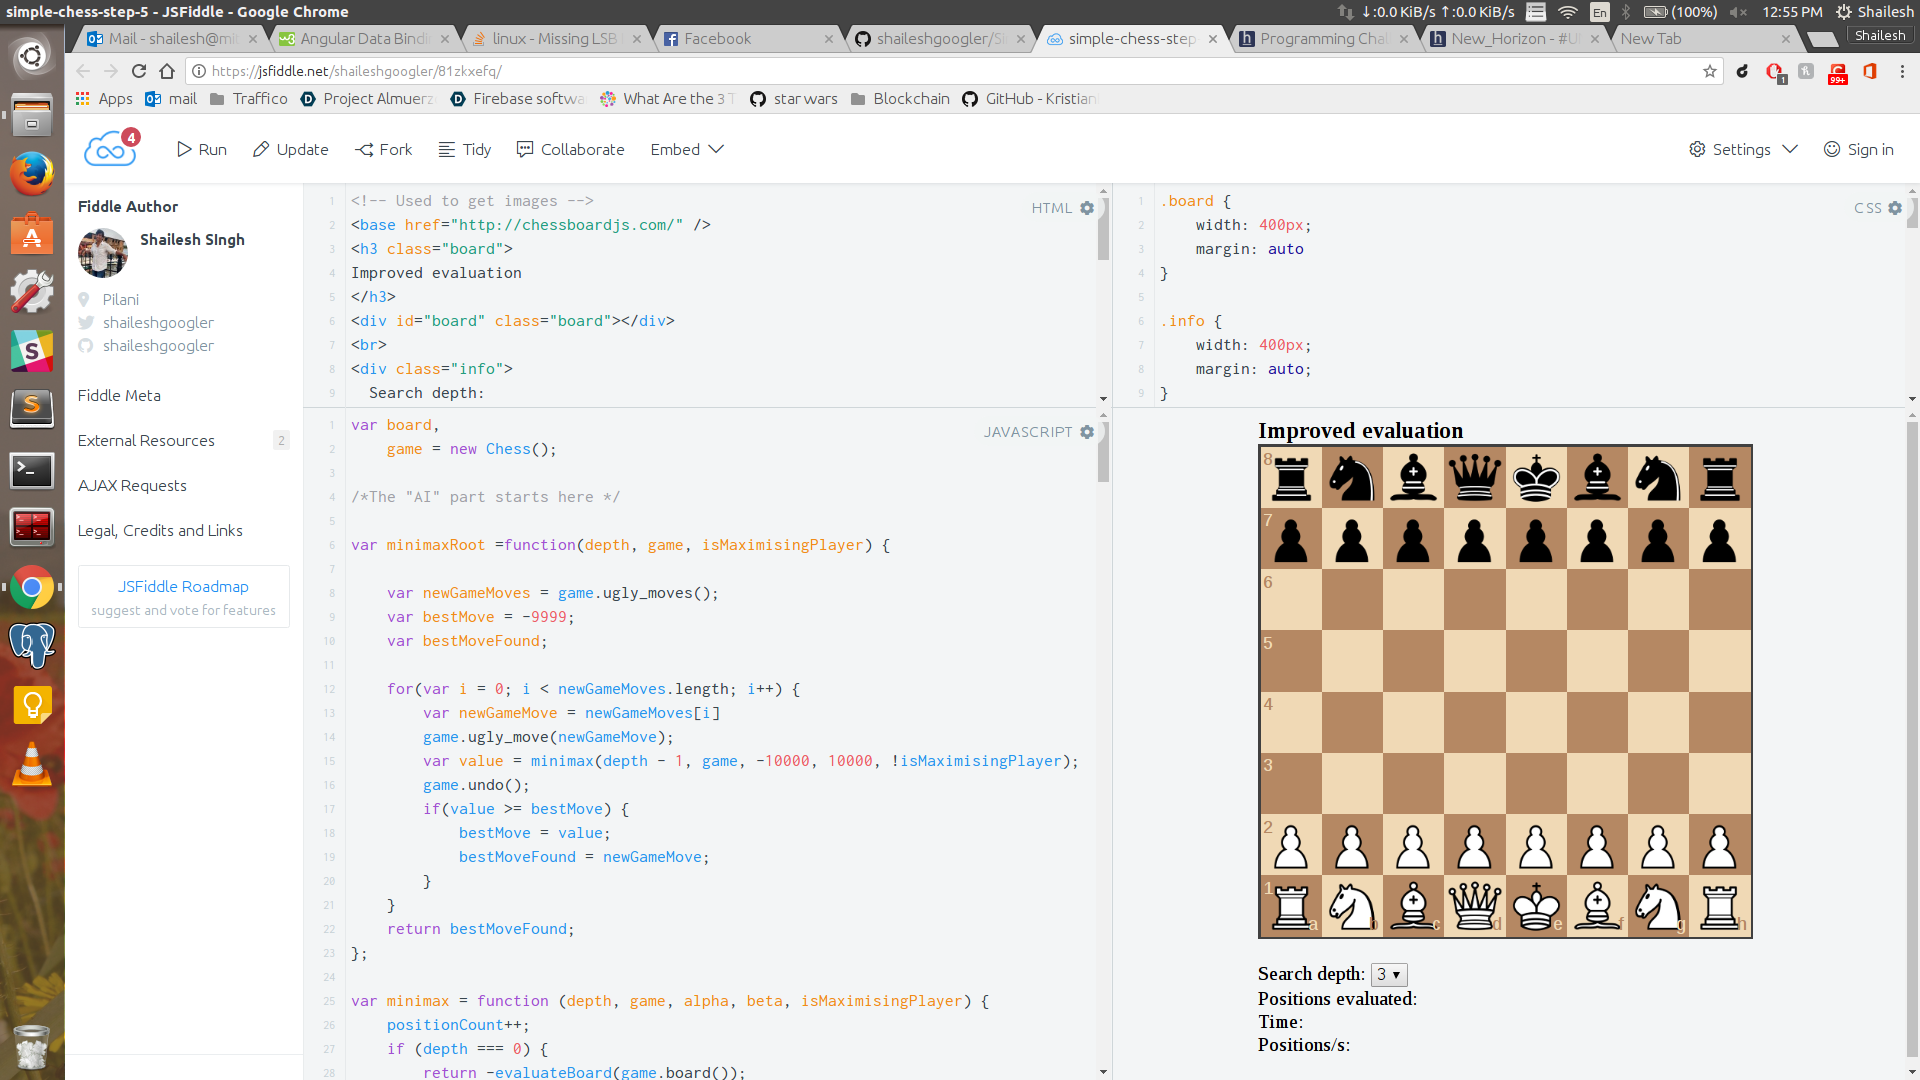 simple-chess-step-5 - JSFiddle - Google Chrome
↓:0.0 KiB/s ↑:0.0 KiB/s En (100%) 12:55 PM Shailesh
Mail - shailesh@mi
Angular Data Bindi
linux - Missing LSB
Facebook
shaileshgoogler/Si
simple-chess-step
Programming Chal
New_Horizon - #U
New Tab
Shailesh
https://jsfiddle.net/shaileshgoogler/81zkxefq/
1
99+
Apps
mail
Traffico
Project Almuerz
Firebase softwa
What Are the 3 T
star wars
Blockchain
GitHub - Kristian
4
Run
Update
Fork
Tidy
Collaborate
Embed
Settings
Sign in
Fiddle Author
Shailesh SIngh
Pilani
shaileshgoogler
shaileshgoogler
Fiddle Meta
External Resources 2
AJAX Requests
Legal, Credits and Links
JSFiddle Roadmap
suggest and vote for features
HTML
1 <!-- Used to get images -->
2 <base href="http://chessboardjs.com/" />
3 <h3 class="board">
4 Improved evaluation
5 </h3>
6 <div id="board" class="board"></div>
7 <br>
8 <div class="info">
9 Search depth:
CSS
1 .board {
2 width: 400px;
3 margin: auto
4 }
5
6 .info {
7 width: 400px;
8 margin: auto;
9 }
JAVASCRIPT
1 var board,
2 game = new Chess();
3
4 /*The "AI" part starts here */
5
6 var minimaxRoot =function(depth, game, isMaximisingPlayer) {
7
8 var newGameMoves = game.ugly_moves();
9 var bestMove = -9999;
10 var bestMoveFound;
11
12 for(var i = 0; i < newGameMoves.length; i++) {
13 var newGameMove = newGameMoves[i]
14 game.ugly_move(newGameMove);
15 var value = minimax(depth - 1, game, -10000, 10000, !isMaximisingPlayer);
16 game.undo();
17 if(value >= bestMove) {
18 bestMove = value;
19 bestMoveFound = newGameMove;
20 }
21 }
22 return bestMoveFound;
23 };
24
25 var minimax = function (depth, game, alpha, beta, isMaximisingPlayer) {
26 positionCount++;
27 if (depth === 0) {
28 return -evaluateBoard(game.board());
Improved evaluation
8
7
6
5
4
3
2
1
a b c d e f g h
Search depth: 3
Positions evaluated:
Time:
Positions/s: